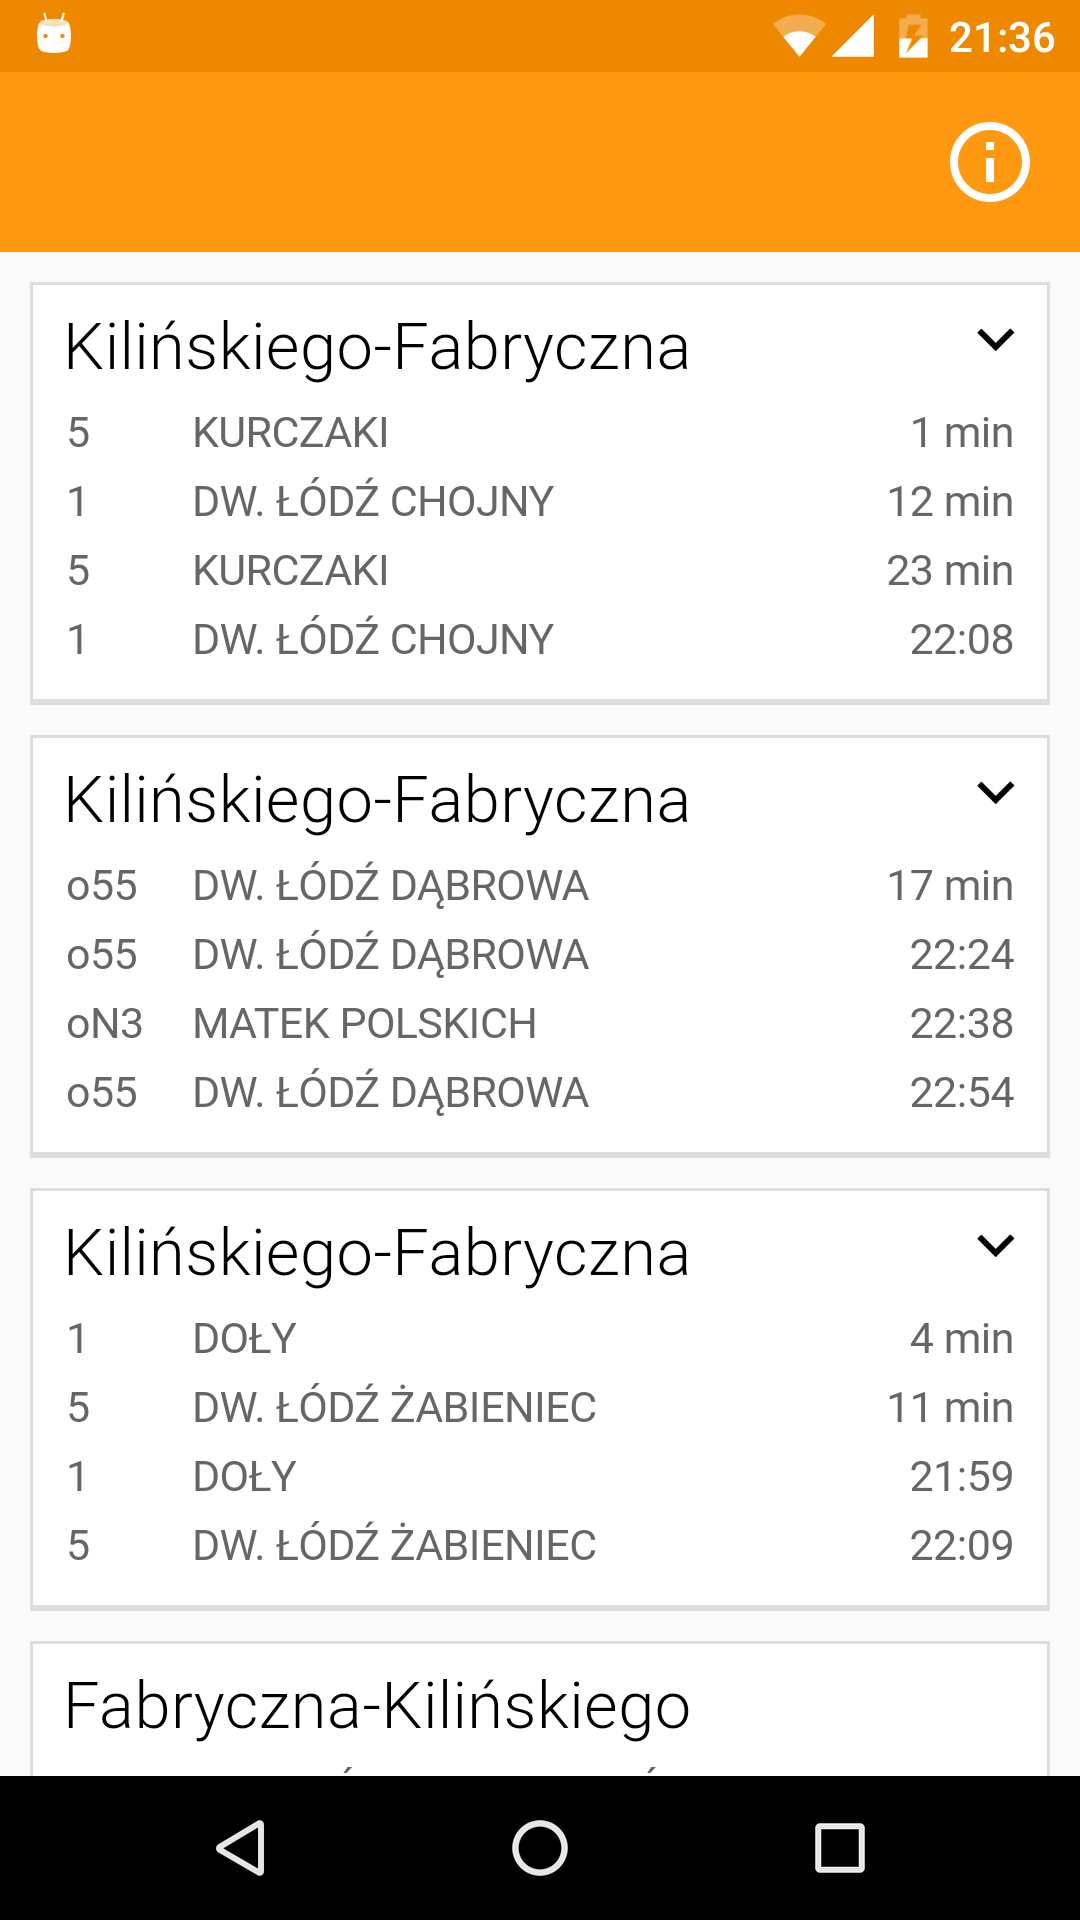 21:36
Kilińskiego-Fabryczna
5 KURCZAKI 1 min
1 DW. ŁÓDŹ CHOJNY 12 min
5 KURCZAKI 23 min
1 DW. ŁÓDŹ CHOJNY 22:08
Kilińskiego-Fabryczna
o55 DW. ŁÓDŹ DĄBROWA 17 min
o55 DW. ŁÓDŹ DĄBROWA 22:24
oN3 MATEK POLSKICH 22:38
o55 DW. ŁÓDŹ DĄBROWA 22:54
Kilińskiego-Fabryczna
1 DOŁY 4 min
5 DW. ŁÓDŹ ŻABIENIEC 11 min
1 DOŁY 21:59
5 DW. ŁÓDŹ ŻABIENIEC 22:09
Fabryczna-Kilińskiego